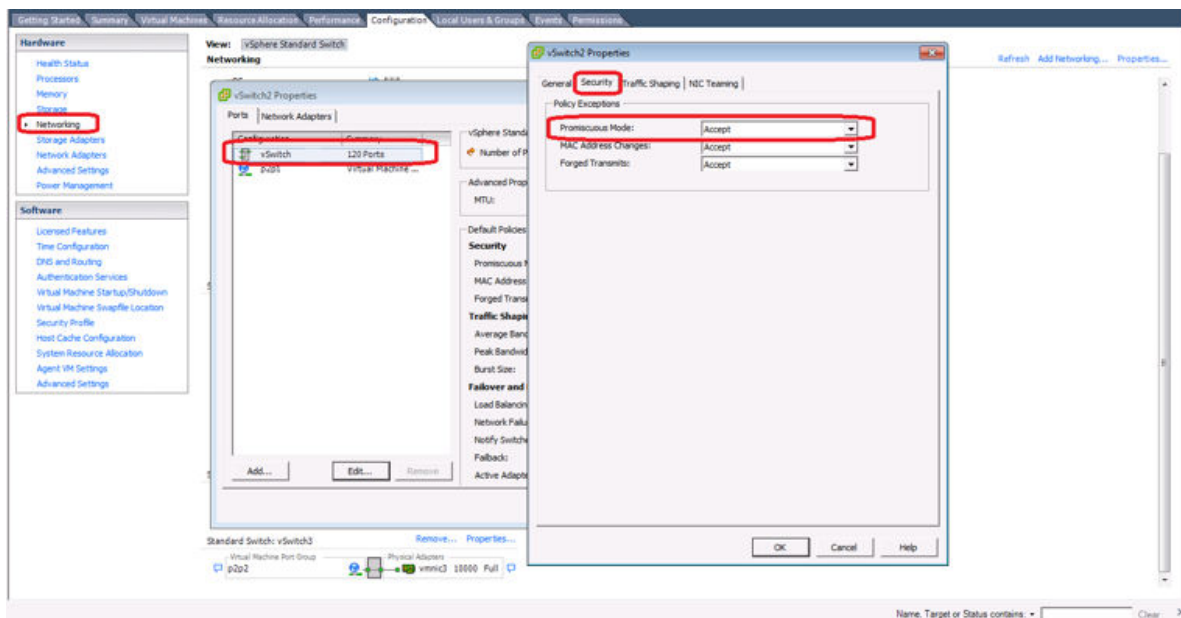 Getting Started Summary Virtual Machines Resource Allocation Performance Configuration Local Users & Groups Events Permissions
Hardware
Health Status
Processors
Memory
Storage
Networking
Storage Adapters
Network Adapters
Advanced Settings
Power Management
Software
Licensed Features
Time Configuration
DNS and Routing
Authentication Services
Virtual Machine Startup/Shutdown
Virtual Machine Swapfile Location
Security Profile
Host Cache Configuration
System Resource Allocation
Agent VM Settings
Advanced Settings
View: vSphere Standard Switch
Networking
Refresh Add Networking... Properties...
vSwitch2 Properties
Ports Network Adapters
Configuration Summary
vSwitch 120 Ports
p2p1 Virtual Machine ...
Add... Edit... Remove
vSphere Standa
Number of P
Advanced Prop
MTU:
Default Policies
Security
Promiscuous M
MAC Address
Forged Transi
Traffic Shapin
Average Band
Peak Bandwid
Burst Size:
Failover and
Load Balancin
Network Failu
Notify Switche
Failback:
Active Adapte
vSwitch2 Properties
General Security Traffic Shaping NIC Teaming
Policy Exceptions
Promiscuous Mode: Accept
MAC Address Changes: Accept
Forged Transmits: Accept
OK Cancel Help
Standard Switch: vSwitch3 Remove... Properties...
Virtual Machine Port Group Physical Adapters
p2p2 vmnic3 10000 Full
Name, Target or Status contains: Clear